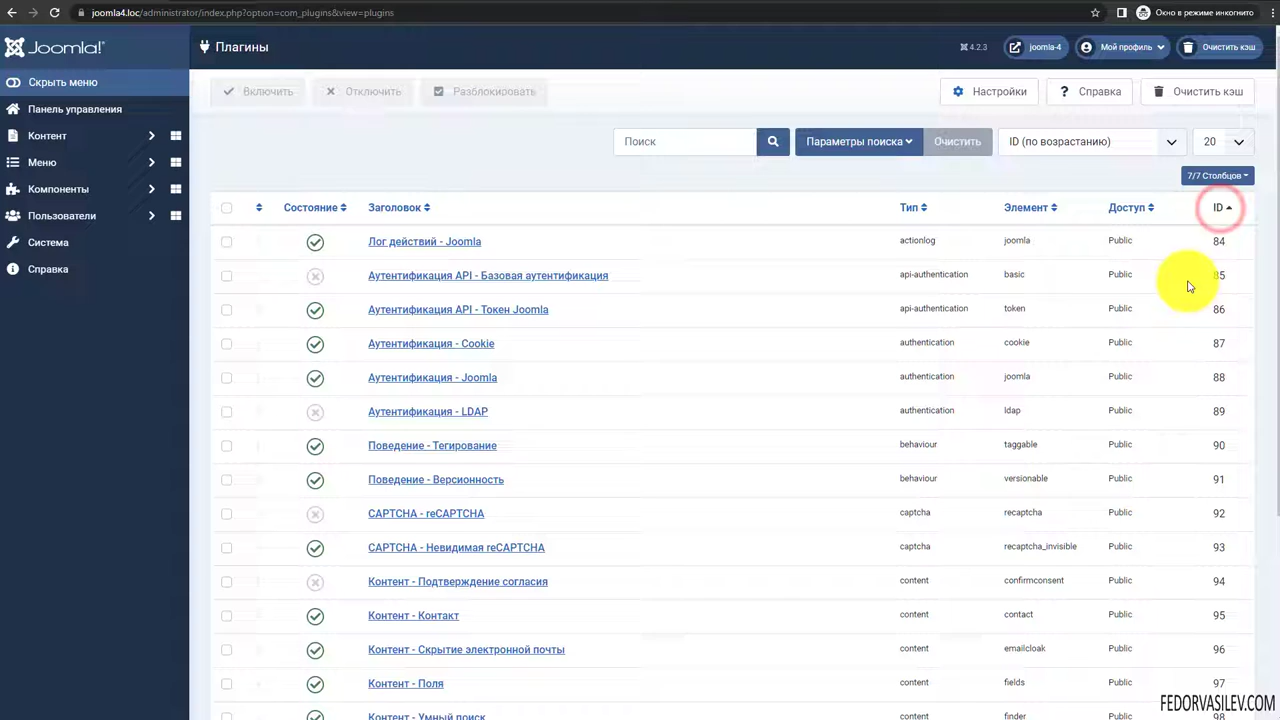 joomla4.loc/administrator/index.php?option=com_plugins&view=plugins
Окно в режиме инкогнито
Joomla!
Плагины
4.2.3
joomla-4
Мой профиль
Очистить кэш
Скрыть меню
Панель управления
Контент
Меню
Компоненты
Пользователи
Система
Справка
Включить
Отключить
Разблокировать
Настройки
? Справка
Очистить кэш
Поиск
Параметры поиска
Очистить
ID (по возрастанию)
20
7/7 Столбцов
Состояние Заголовок Тип Элемент Доступ ID
Лог действий - Joomla actionlog joomla Public 84
Аутентификация API - Базовая аутентификация api-authentication basic Public 85
Аутентификация API - Токен Joomla api-authentication token Public 86
Аутентификация - Cookie authentication cookie Public 87
Аутентификация - Joomla authentication joomla Public 88
Аутентификация - LDAP authentication ldap Public 89
Поведение - Тегирование behaviour taggable Public 90
Поведение - Версионность behaviour versionable Public 91
CAPTCHA - reCAPTCHA captcha recaptcha Public 92
CAPTCHA - Невидимая reCAPTCHA captcha recaptcha_invisible Public 93
Контент - Подтверждение согласия content confirmconsent Public 94
Контент - Контакт content contact Public 95
Контент - Скрытие электронной почты content emailcloak Public 96
Контент - Поля content fields Public 97
Контент - Умный поиск content finder Public 98
FEDORVASILEV.COM